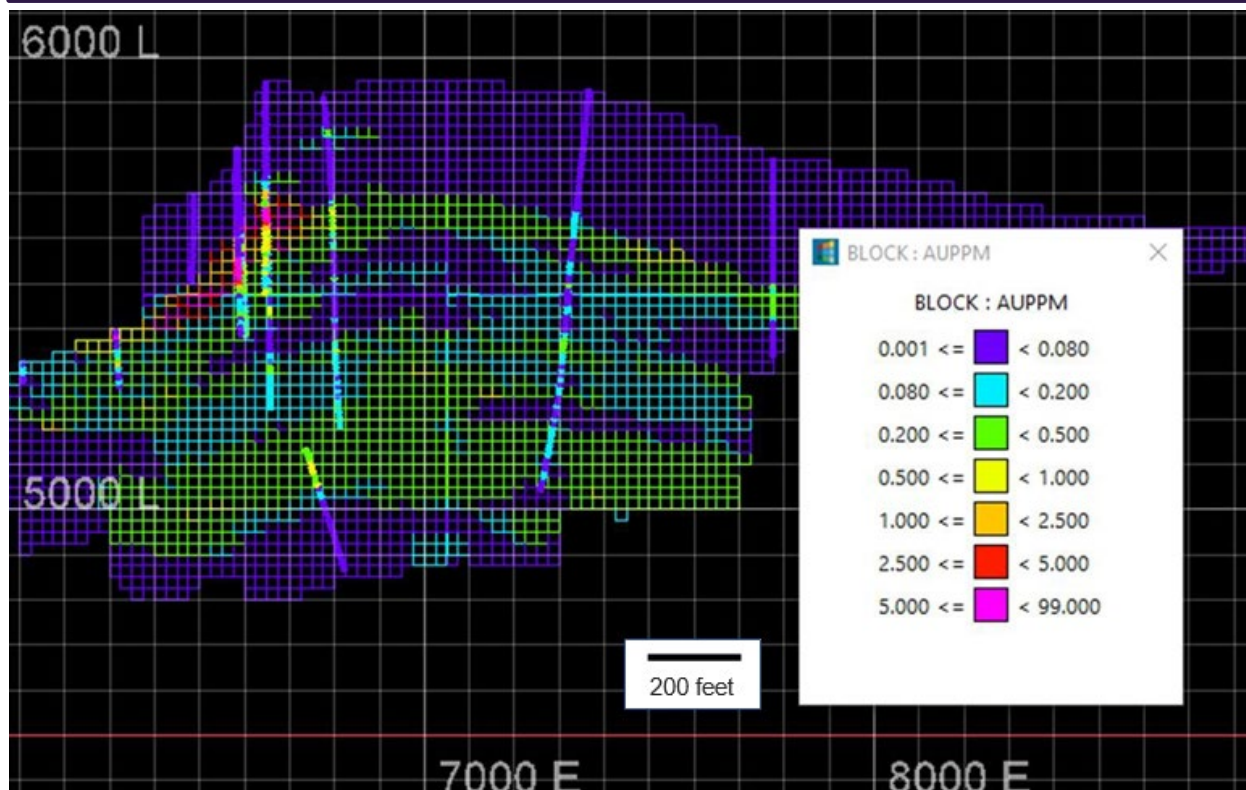 6000 L
BLOCK : AUPPM
BLOCK : AUPPM
0.001 <= < 0.080
0.080 <= < 0.200
0.200 <= < 0.500
0.500 <= < 1.000
1.000 <= < 2.500
2.500 <= < 5.000
5.000 <= < 99.000
5000 L
200 feet
7000 E
8000 E